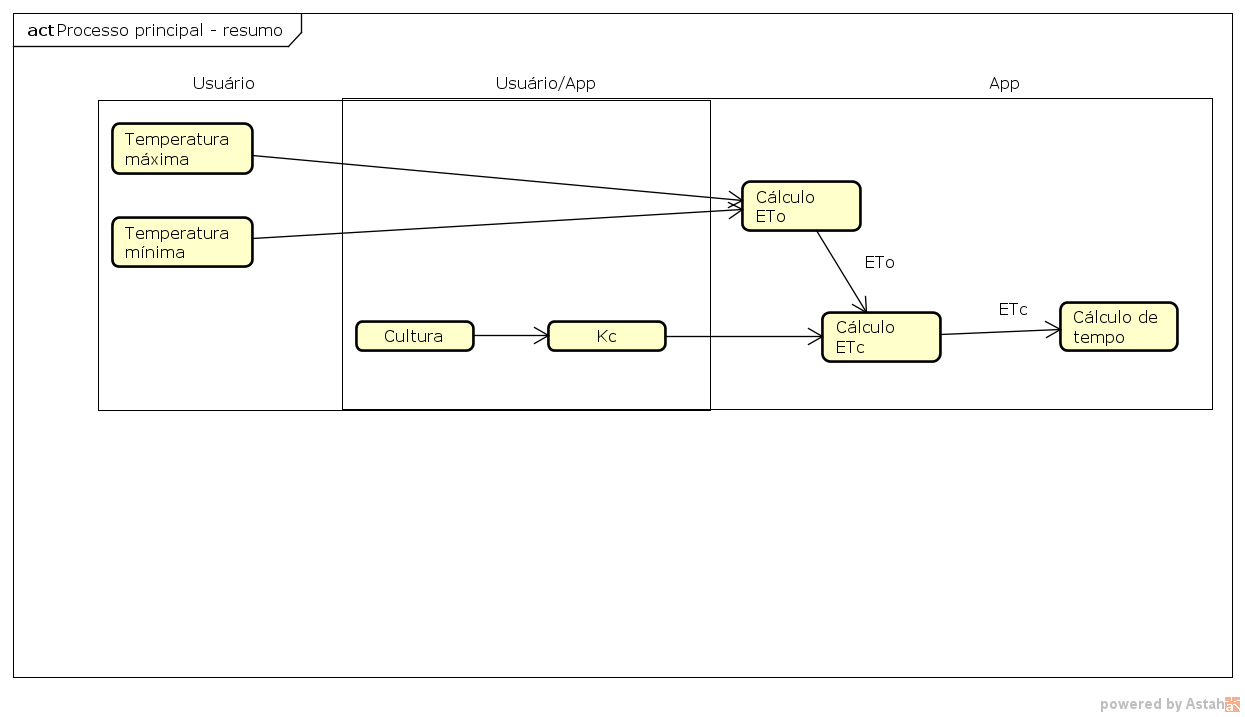 act Processo principal - resumo
Usuário
Usuário/App
App
Temperatura
máxima
Temperatura
mínima
Cálculo
ETo
ETo
Cultura
Kc
Cálculo
ETc
ETc
Cálculo de
tempo
powered by Astah